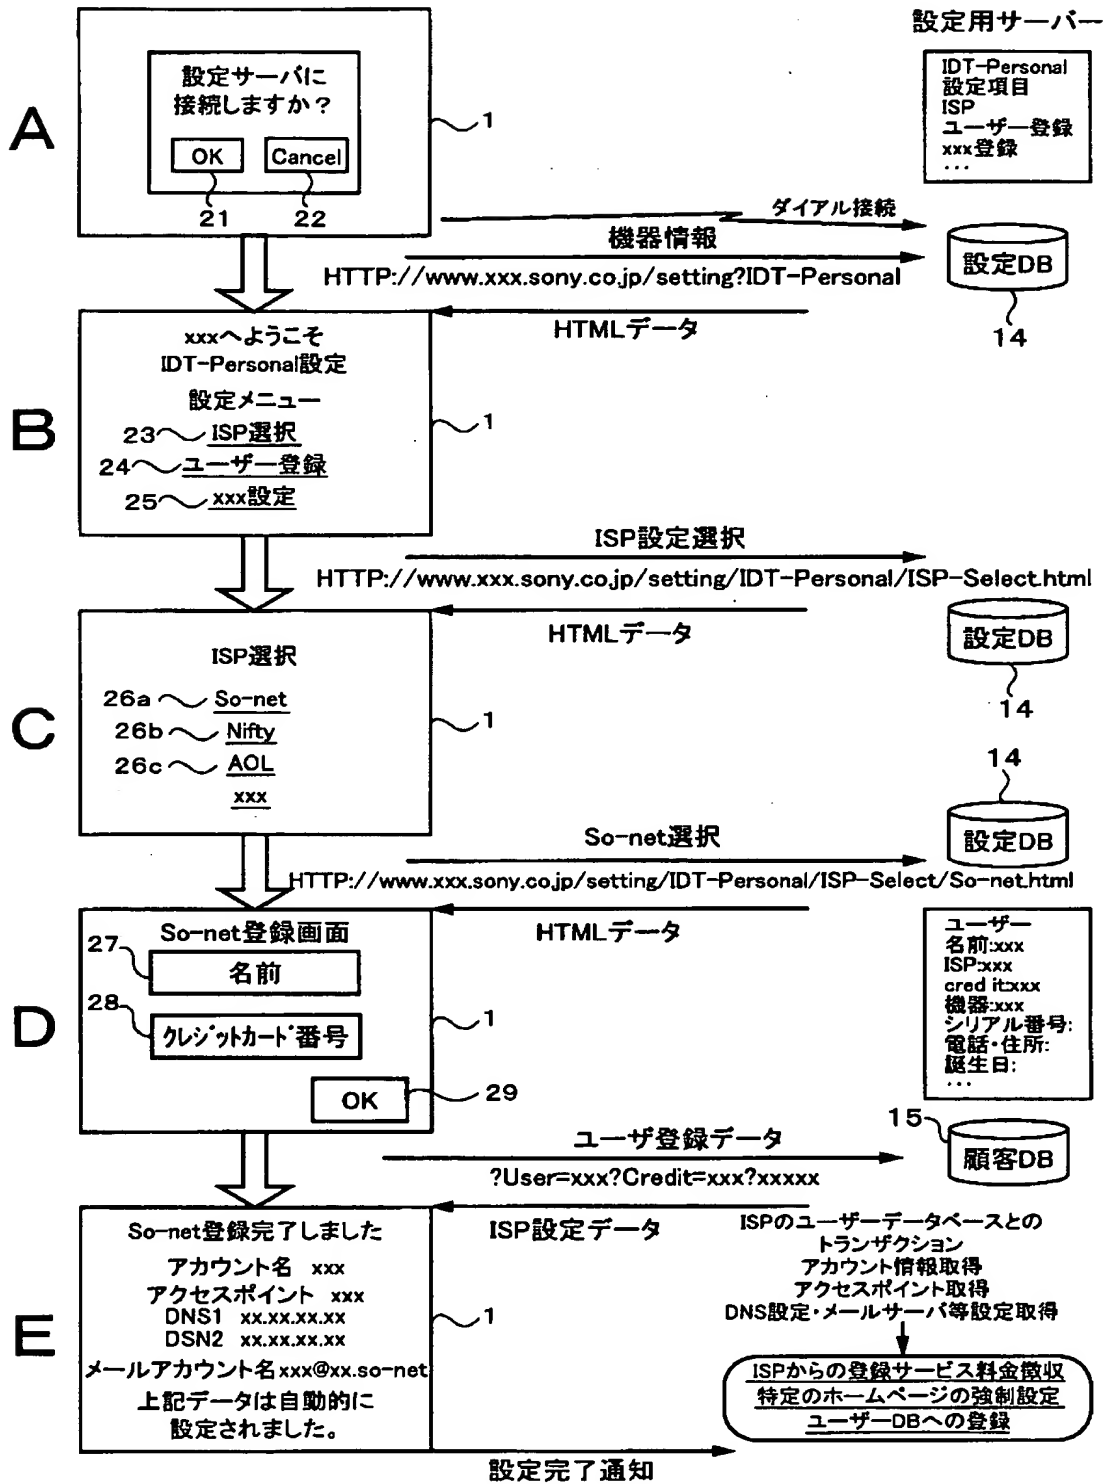 設定用サーバー
A
設定サーバに
接続しますか？
OK
Cancel
21
22
1
IDT-Personal
設定項目
ISP
ユーザー登録
xxx登録
...
ダイアル接続
機器情報
HTTP://www.xxx.sony.co.jp/setting?IDT-Personal
設定DB
14
HTMLデータ
B
xxxへようこそ
IDT-Personal設定
設定メニュー
23 ISP選択
24 ユーザー登録
25 xxx設定
1
ISP設定選択
HTTP://www.xxx.sony.co.jp/setting/IDT-Personal/ISP-Select.html
HTMLデータ
設定DB
14
C
ISP選択
26a So-net
26b Nifty
26c AOL
xxx
1
14
設定DB
So-net選択
HTTP://www.xxx.sony.co.jp/setting/IDT-Personal/ISP-Select/So-net.html
HTMLデータ
D
So-net登録画面
27
名前
28
クレジットカード番号
OK
29
1
ユーザー
名前:xxx
ISP:xxx
cred it:xxx
機器:xxx
シリアル番号:
電話・住所:
誕生日:
...
15
顧客DB
ユーザ登録データ
?User=xxx?Credit=xxx?xxxxx
ISP設定データ
E
So-net登録完了しました
アカウント名 xxx
アクセスポイント xxx
DNS1 xx.xx.xx.xx
DSN2 xx.xx.xx.xx
メールアカウント名xxx@xx.so-net
上記データは自動的に
設定されました。
1
ISPのユーザーデータベースとの
トランザクション
アカウント情報取得
アクセスポイント取得
DNS設定・メールサーバ等設定取得
ISPからの登録サービス料金徴収
特定のホームページの強制設定
ユーザーDBへの登録
設定完了通知